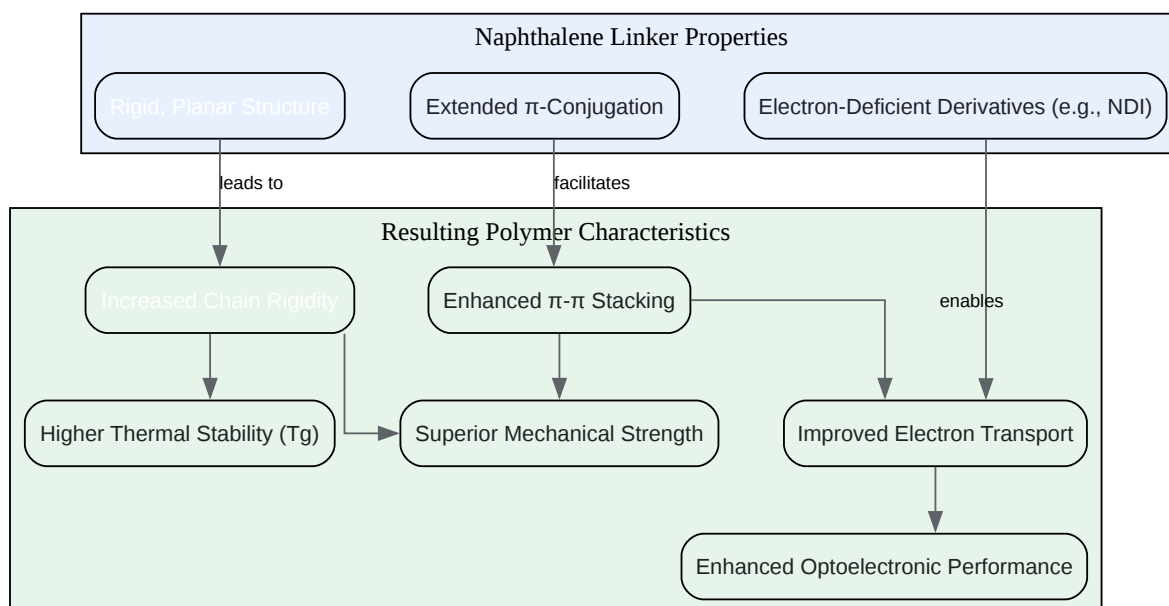 Naphthalene Linker Properties
Rigid, Planar Structure
Extended π-Conjugation
Electron-Deficient Derivatives (e.g., NDI)
leads to
facilitates
Resulting Polymer Characteristics
Increased Chain Rigidity
Enhanced π-π Stacking
enables
Higher Thermal Stability (Tg)
Superior Mechanical Strength
Improved Electron Transport
Enhanced Optoelectronic Performance